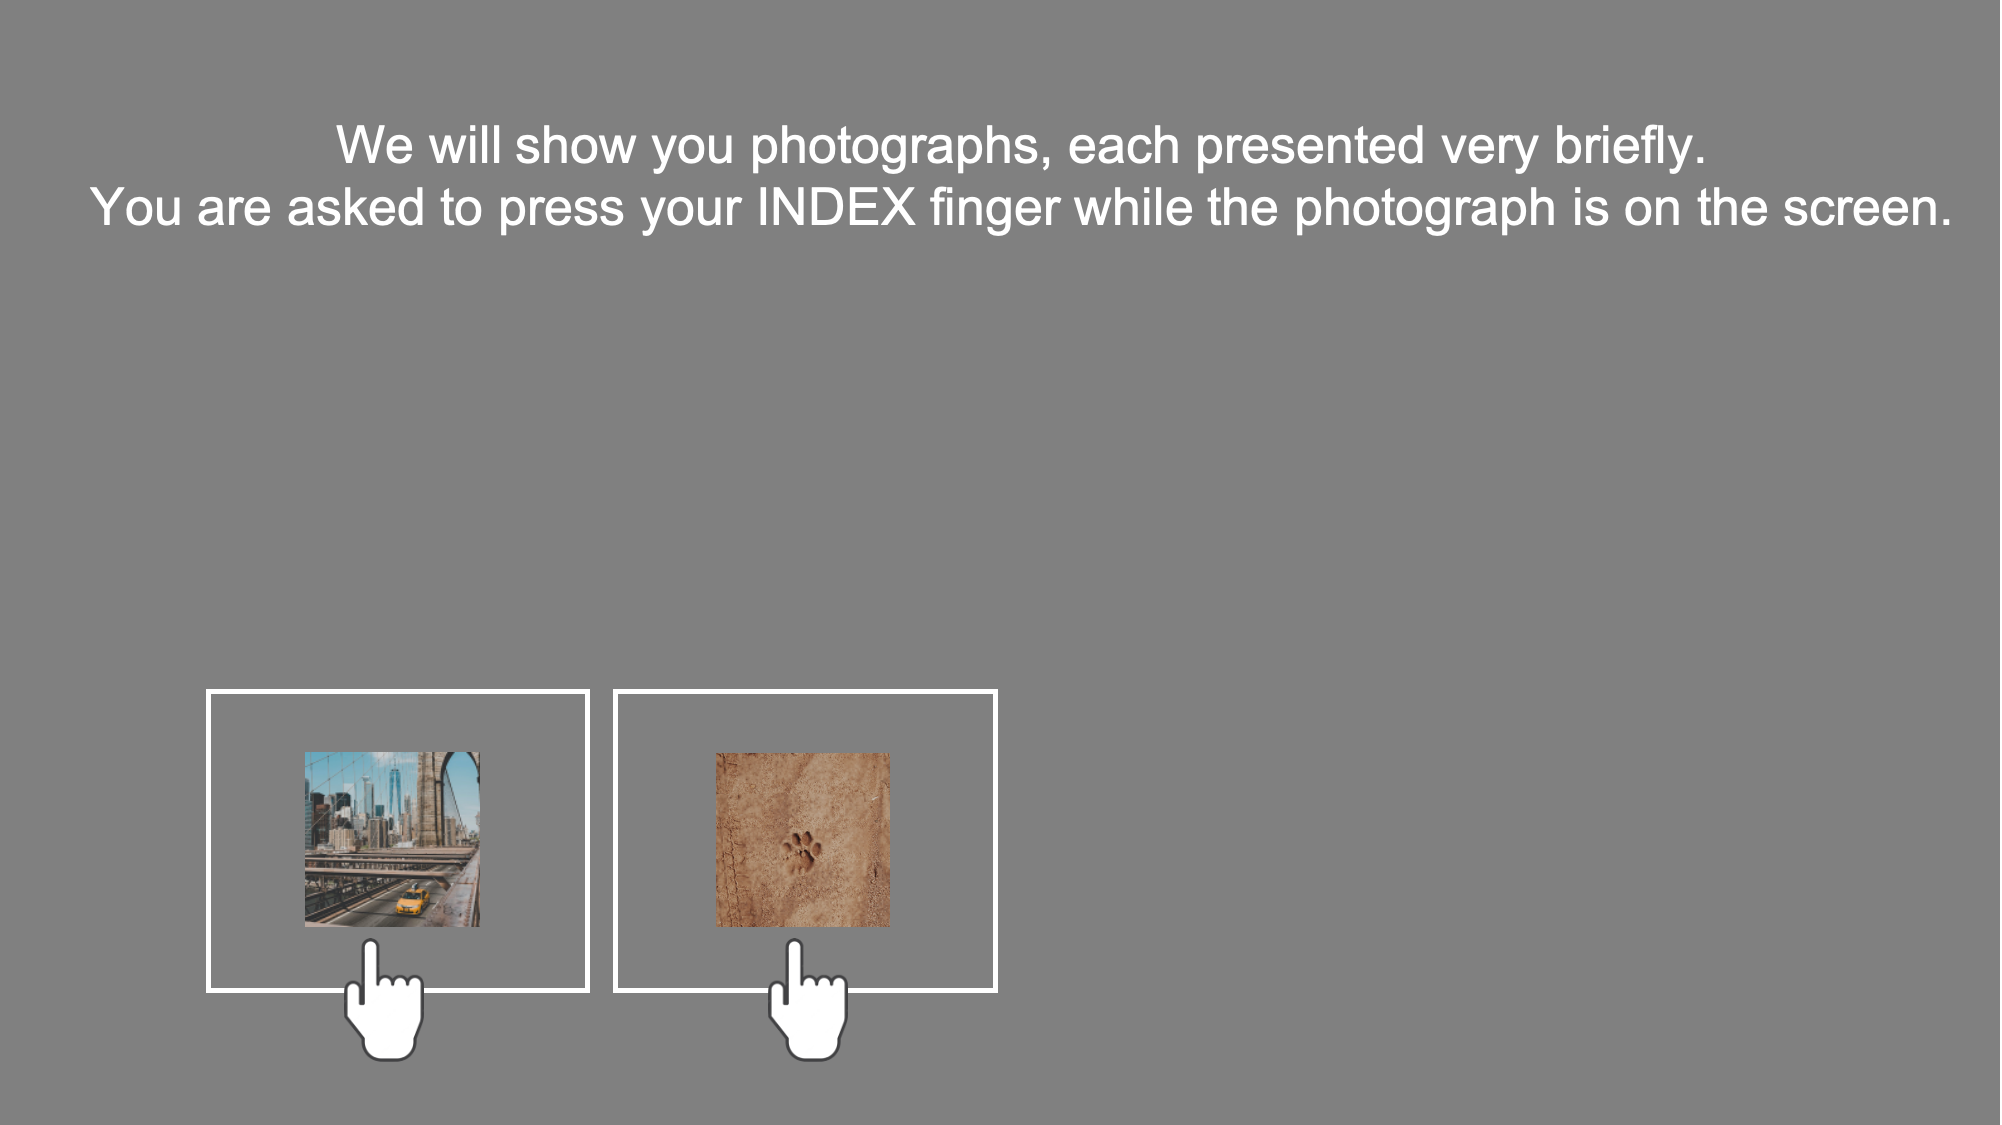 We will show you photographs, each presented very briefly.
You are asked to press your INDEX finger while the photograph is on the screen.